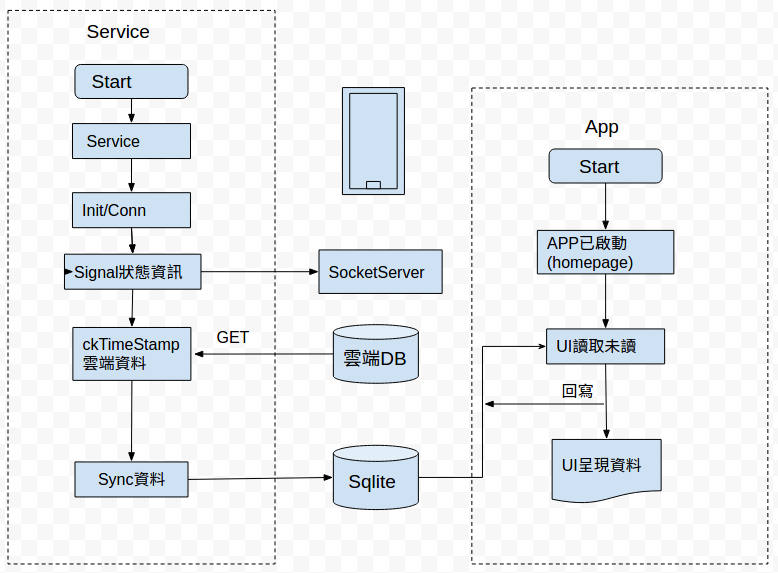 Service
Start
Service
Init/Conn
Signal狀態資訊
ckTimeStamp
雲端資料
Sync資料
SocketServer
GET
雲端DB
Sqlite
App
Start
APP已啟動
(homepage)
UI讀取未讀
回寫
UI呈現資料